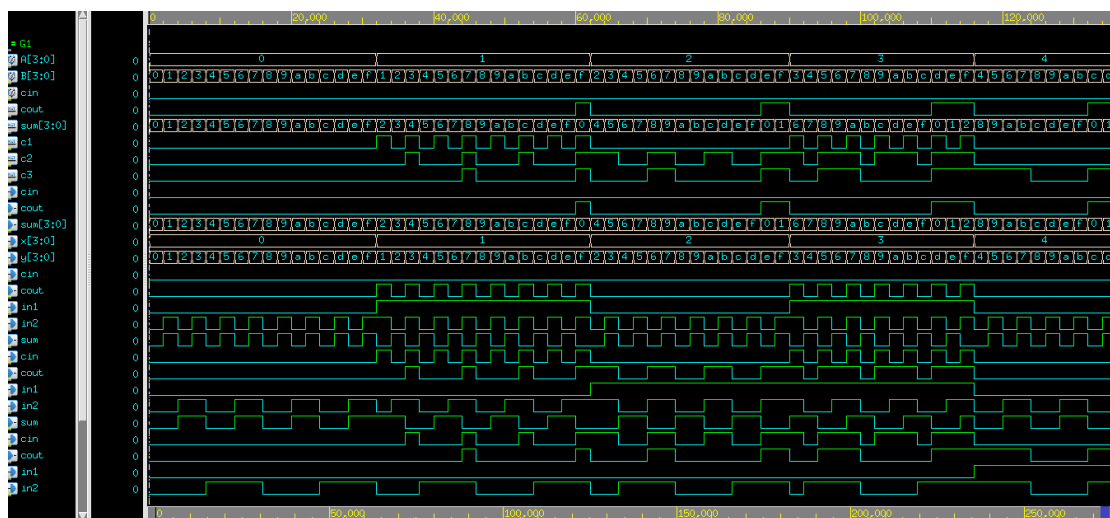 0 20,000 40,000 60,000 80,000 100,000 120,000
G1
A[3:0] 0 0 1 2 3 4
B[3:0] 0 0 1 2 3 4 5 6 7 8 9 a b c d e f 1 2 3 4 5 6 7 8 9 a b c d e f 2 3 4 5 6 7 8 9 a b c d e f 3 4 5 6 7 8 9 a b c d e f 4 5 6 7 8 9 a b c
cin 0
cout 0
sum[3:0] 0 0 1 2 3 4 5 6 7 8 9 a b c d e f 2 3 4 5 6 7 8 9 a b c d e f 0 4 5 6 7 8 9 a b c d e f 0 1 6 7 8 9 a b c d e f 0 1 2 8 9 a b c d e f 0 1
c1 0
c2 0
c3 0
cin 0
cout 0
sum[3:0] 0 0 1 2 3 4 5 6 7 8 9 a b c d e f 2 3 4 5 6 7 8 9 a b c d e f 0 4 5 6 7 8 9 a b c d e f 0 1 6 7 8 9 a b c d e f 0 1 2 8 9 a b c d e f 0 1
x[3:0] 0 0 1 2 3 4
y[3:0] 0 0 1 2 3 4 5 6 7 8 9 a b c d e f 1 2 3 4 5 6 7 8 9 a b c d e f 2 3 4 5 6 7 8 9 a b c d e f 3 4 5 6 7 8 9 a b c d e f 4 5 6 7 8 9 a b c
cin 0
cout 0
in1 0
in2 0
sum 0
cin 0
cout 0
in1 0
in2 0
sum 0
cin 0
cout 0
in1 0
in2 0
0 50,000 100,000 150,000 200,000 250,000